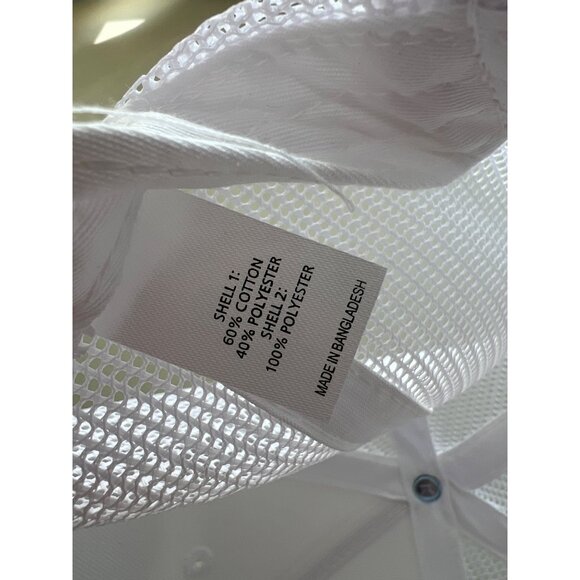 SHELL 1:
60% COTTON
40% POLYESTER
SHELL 2:
100% POLYESTER
MADE IN BANGLADESH